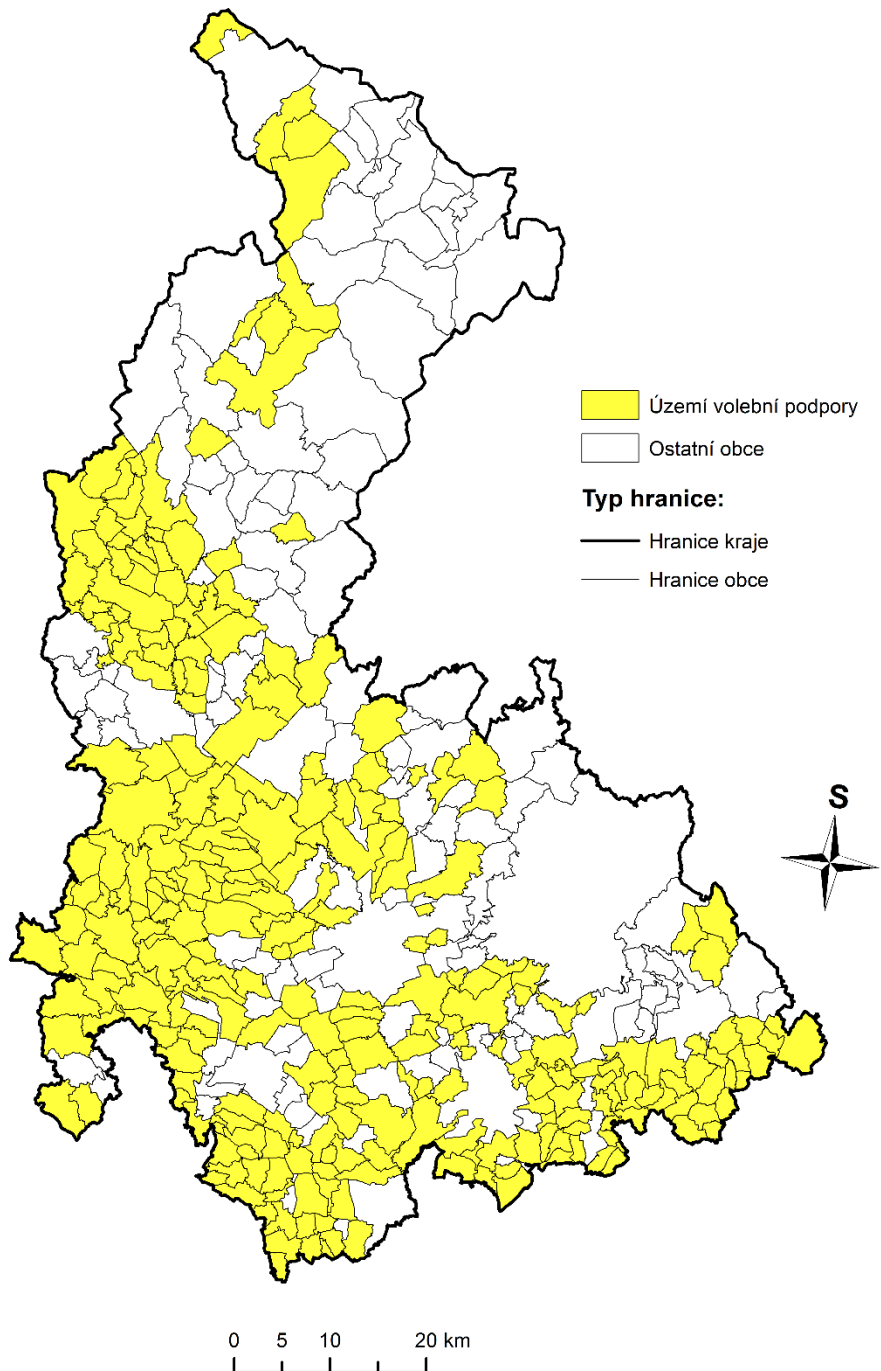 Území volební podpory
Ostatní obce
Typ hranice:
Hranice kraje
Hranice obce
S
0 5 10 20 km